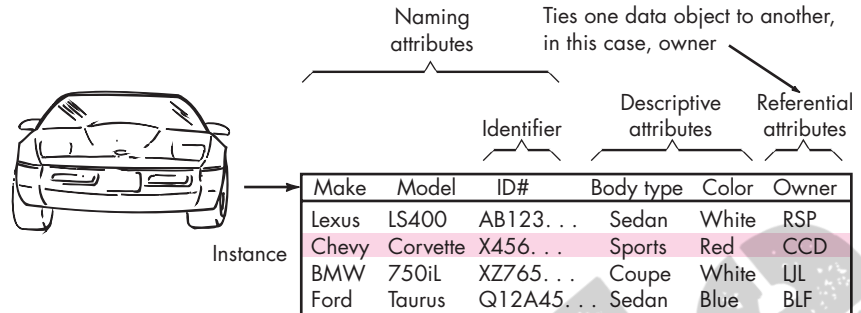 Naming
attributes
Ties one data object to another,
in this case, owner
Identifier
Descriptive
attributes
Referential
attributes
Make Model ID# Body type Color Owner
Lexus LS400 AB123. . . Sedan White RSP
Instance
Chevy Corvette X456. . . Sports Red CCD
BMW 750iL XZ765. . . Coupe White LJL
Ford Taurus Q12A45. . . Sedan Blue BLF